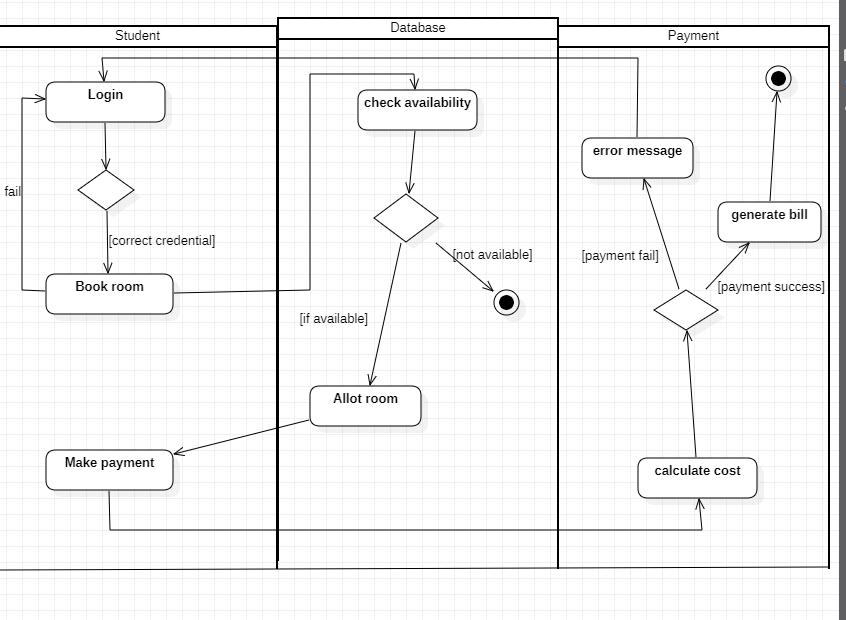 Student
Database
Payment
Login
check availability
error message
fail
generate bill
[correct credential]
[not available]
[payment fail]
Book room
[payment success]
[if available]
Allot room
Make payment
calculate cost